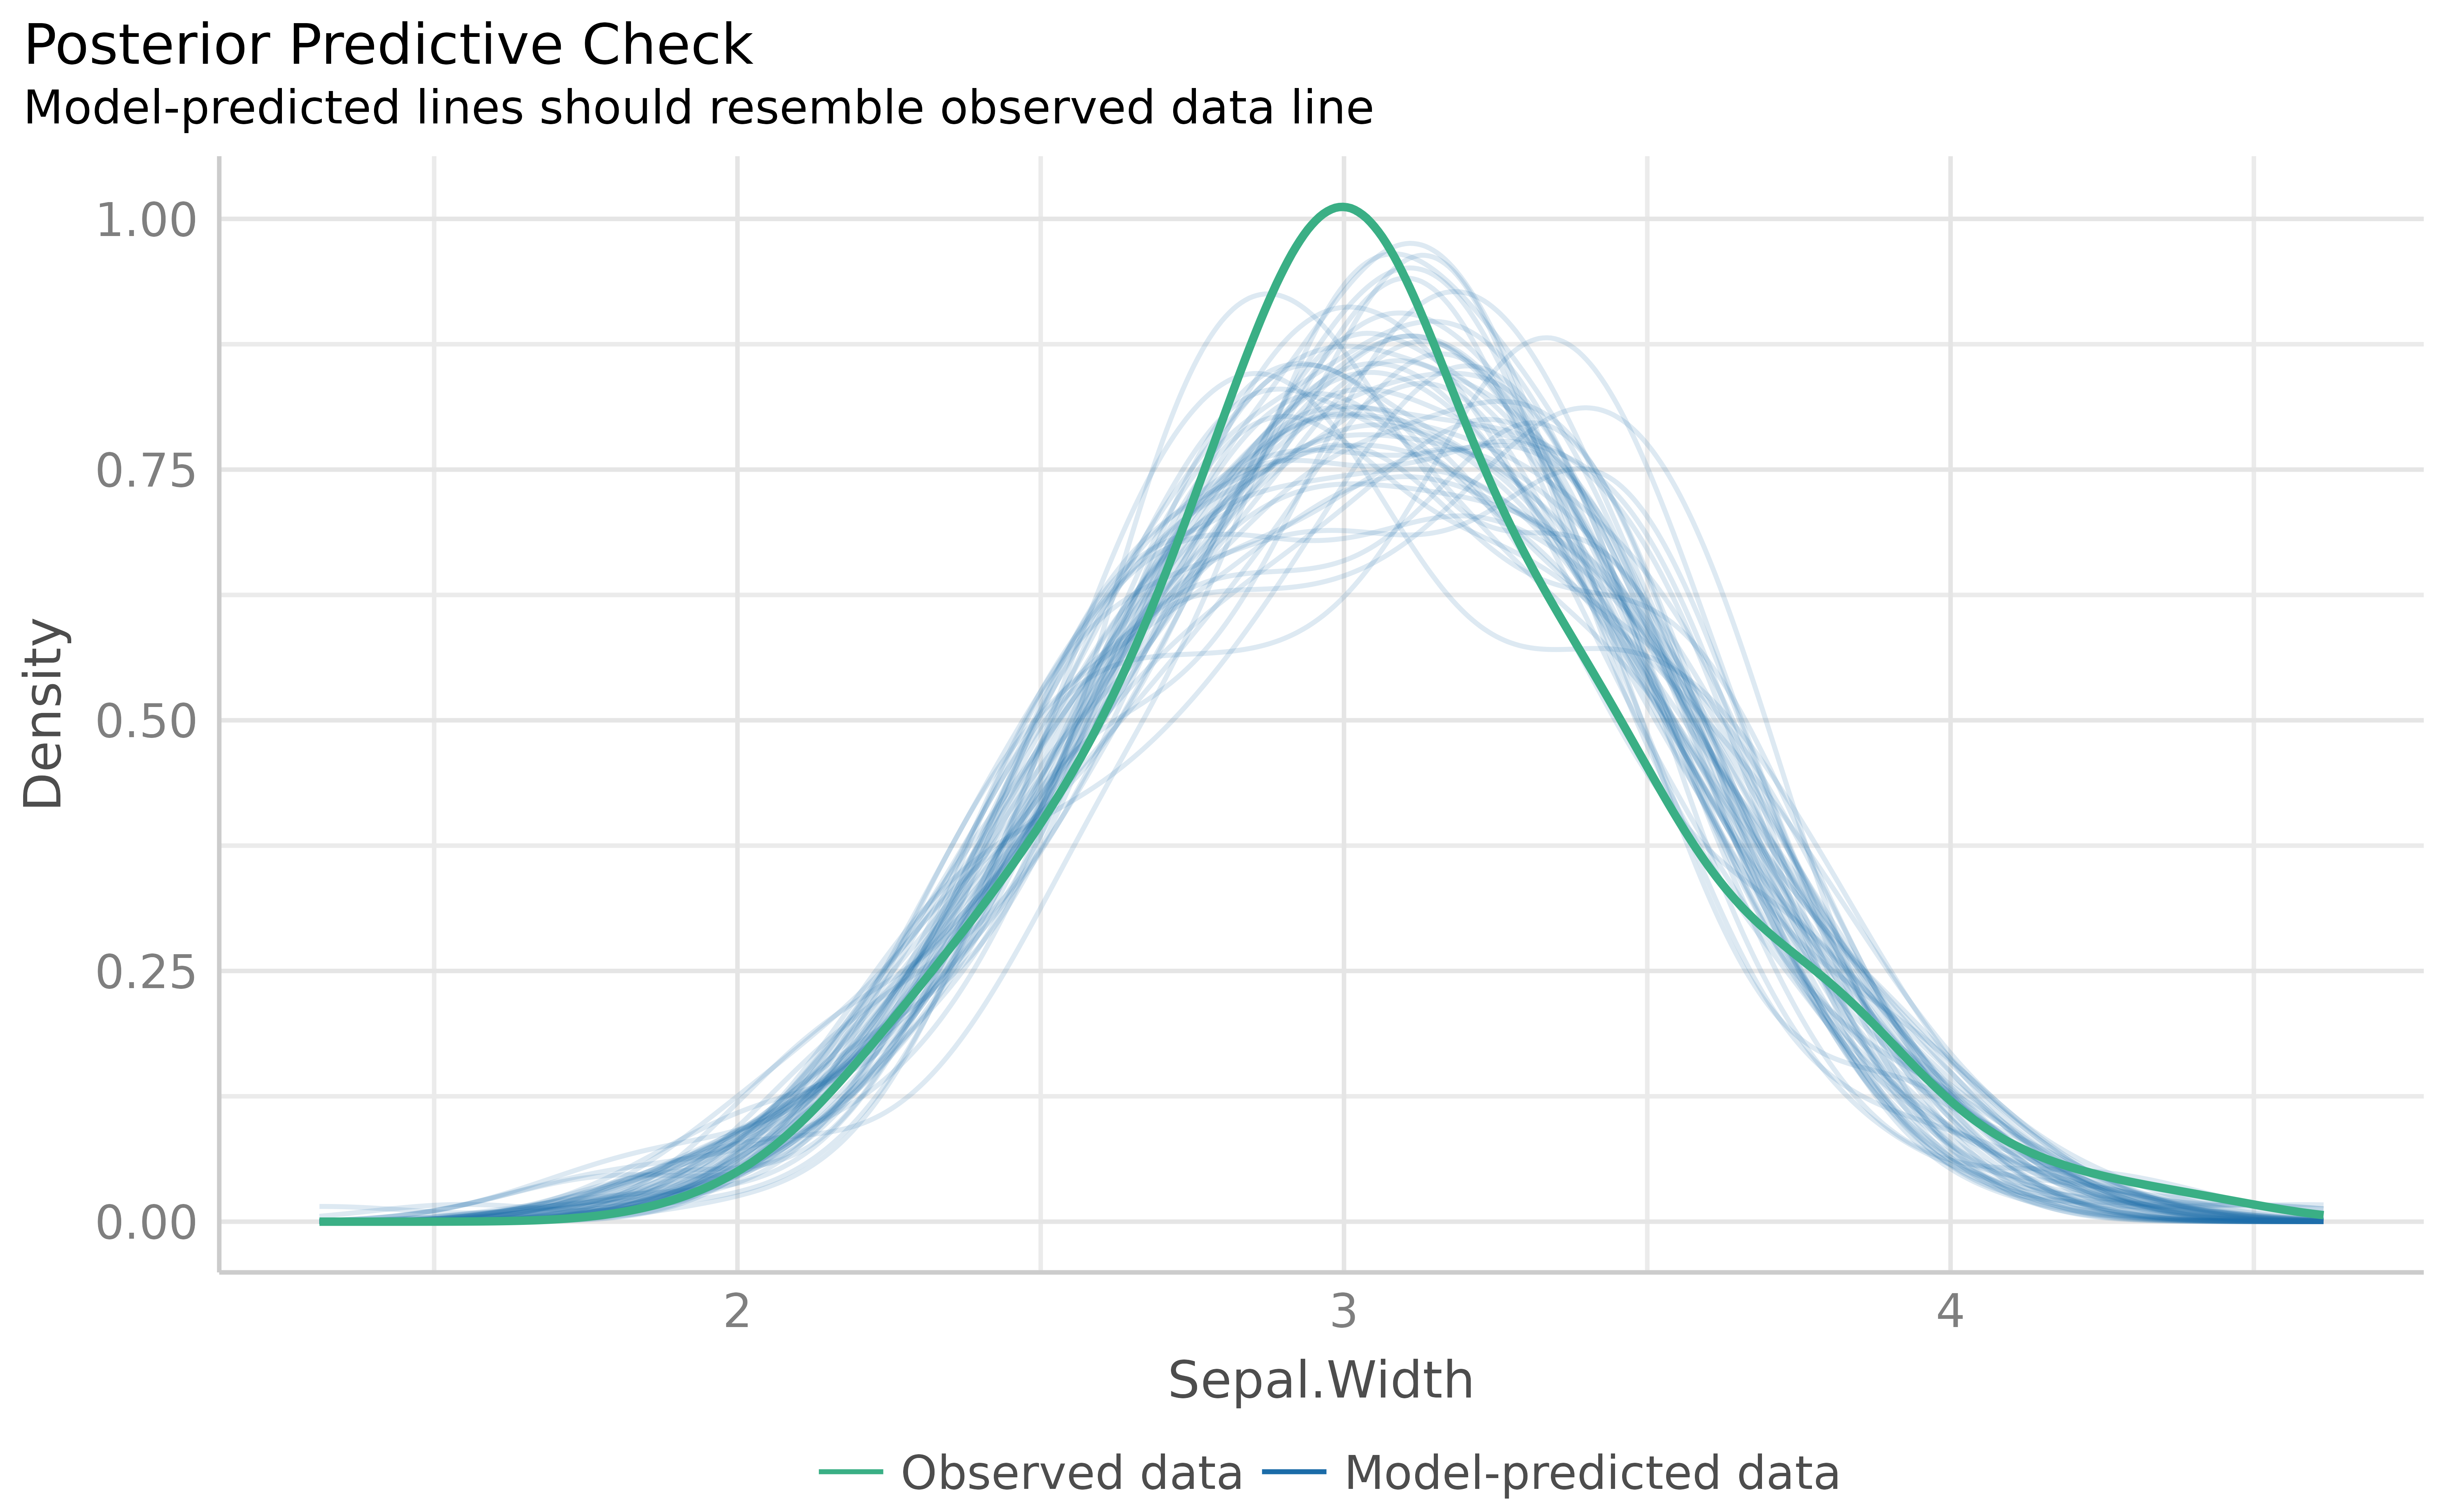 Posterior Predictive Check
Model-predicted lines should resemble observed data line
Density
1.00
0.75
0.50
0.25
0.00
2 3 4
Sepal.Width
Observed data Model-predicted data